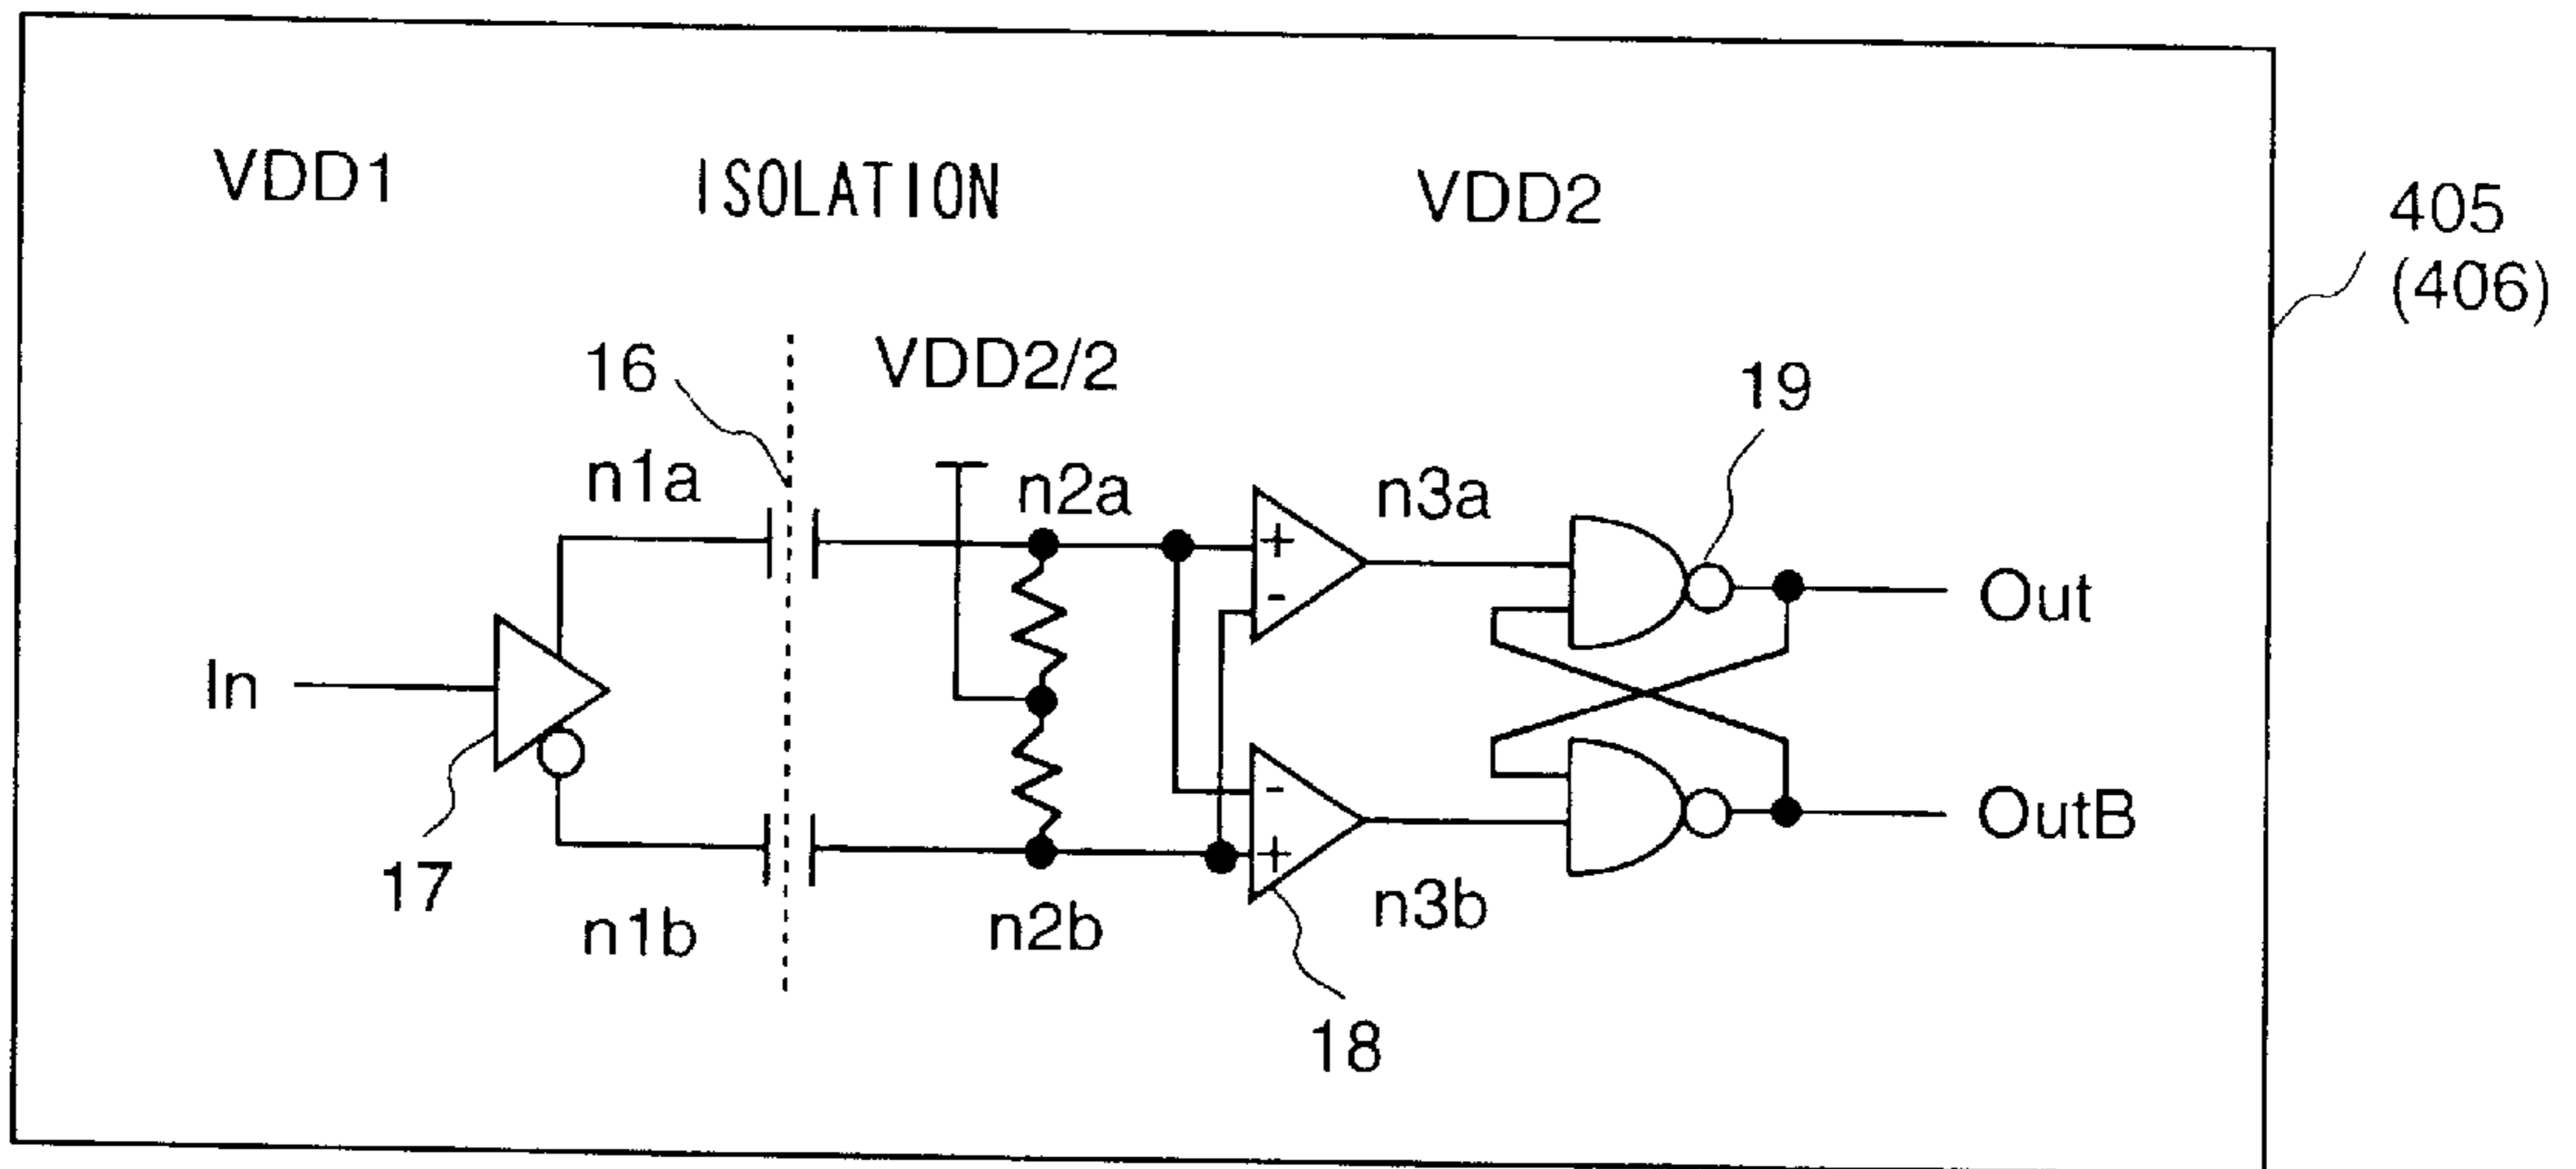 VDD1
ISOLATION
VDD2
405
(406)
16
VDD2/2
19
n1a
n2a
n3a
+
-
Out
In
-
+
OutB
17
n1b
n2b
n3b
18